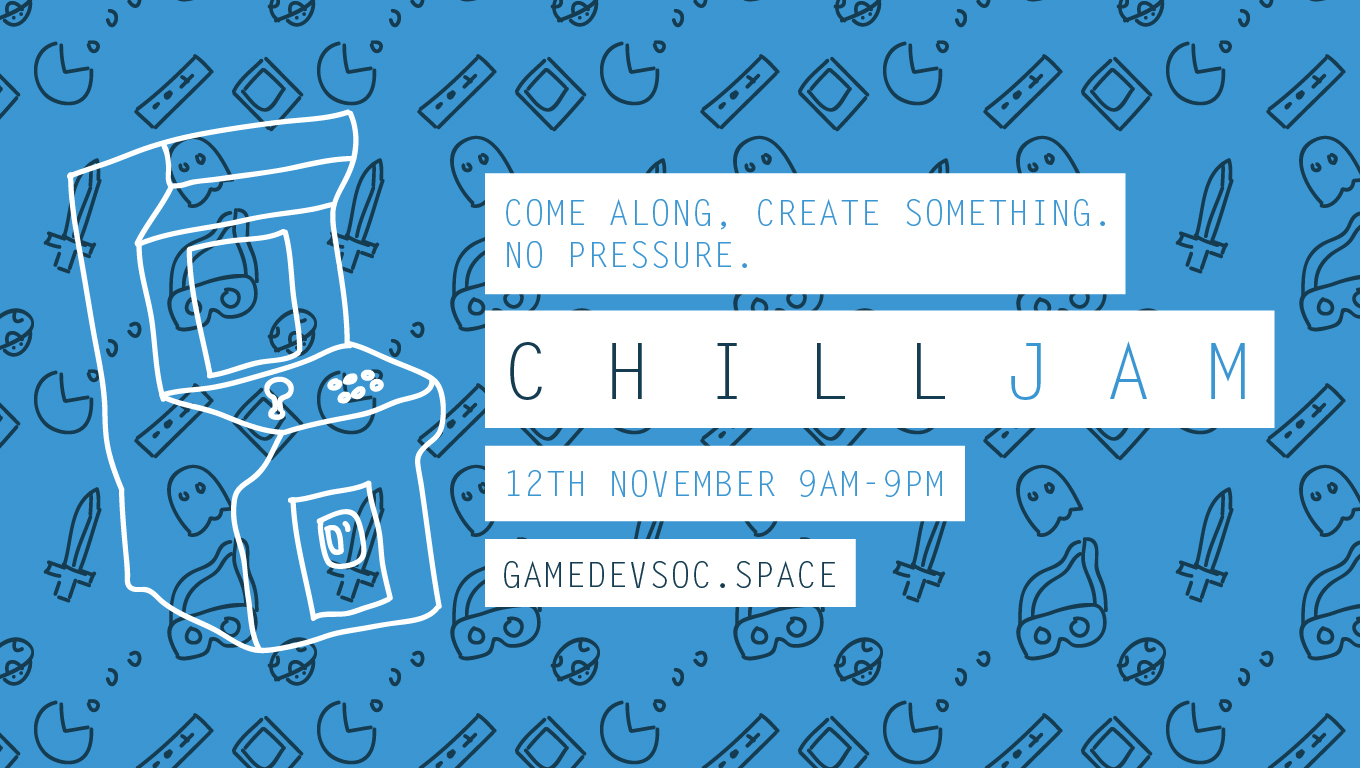 COME ALONG, CREATE SOMETHING.
NO PRESSURE.
CHILLJAM
12TH NOVEMBER 9AM-9PM
GAMEDEVSOC.SPACE